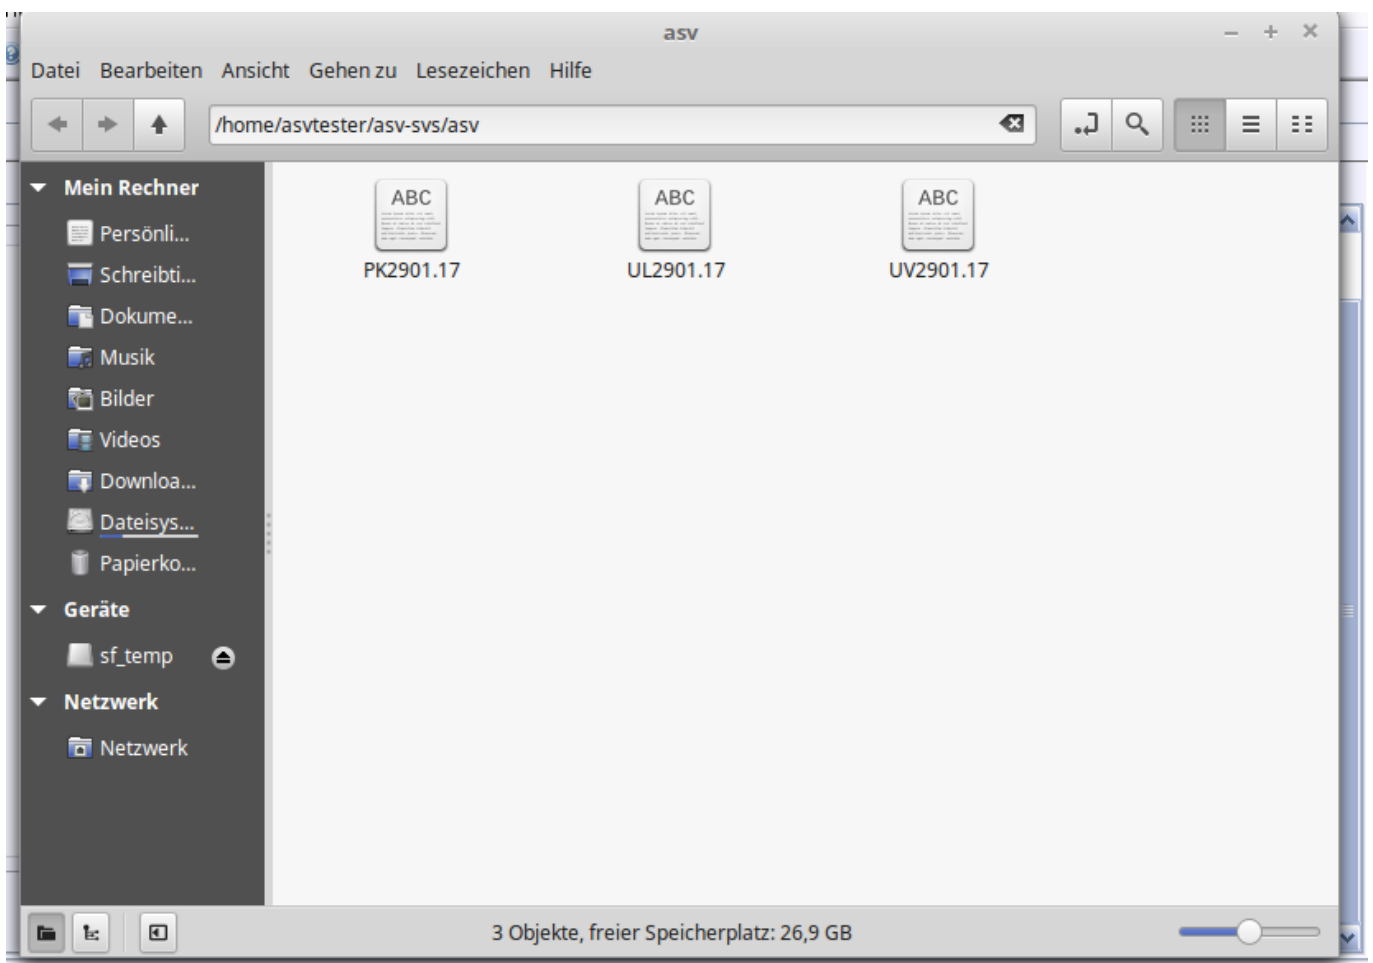 asv
Datei Bearbeiten Ansicht Gehen zu Lesezeichen Hilfe
/home/asvtester/asv-svs/asv
Mein Rechner
Persönli...
Schreibti...
Dokume...
Musik
Bilder
Videos
Downloa...
Dateisys...
Papierko...
Geräte
sf_temp
Netzwerk
Netzwerk
ABC ABC ABC
PK2901.17 UL2901.17 UV2901.17
3 Objekte, freier Speicherplatz: 26,9 GB